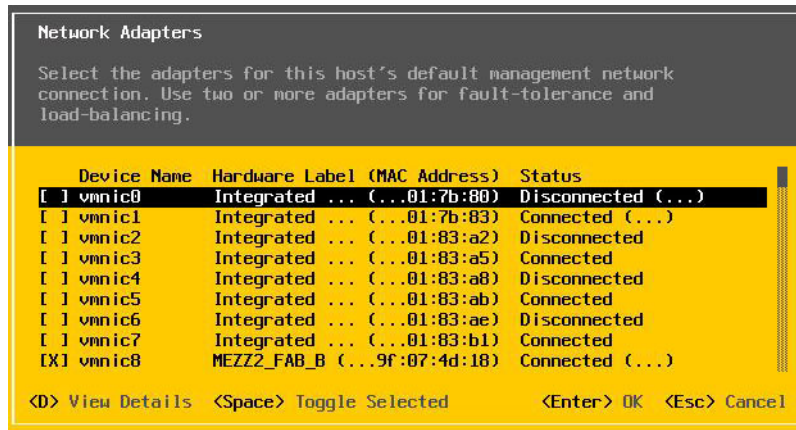 Network Adapters
Select the adapters for this host's default management network
connection. Use two or more adapters for fault-tolerance and
load-balancing.
Device Name Hardware Label (MAC Address) Status
[ ] vmnic0 Integrated ... (...01:7b:80) Disconnected (...)
[ ] vmnic1 Integrated ... (...01:7b:83) Connected (...)
[ ] vmnic2 Integrated ... (...01:83:a2) Disconnected
[ ] vmnic3 Integrated ... (...01:83:a5) Connected
[ ] vmnic4 Integrated ... (...01:83:a8) Disconnected
[ ] vmnic5 Integrated ... (...01:83:ab) Connected
[ ] vmnic6 Integrated ... (...01:83:ae) Disconnected
[ ] vmnic7 Integrated ... (...01:83:b1) Connected
[X] vmnic8 MEZZ2_FAB_B (...9f:07:4d:18) Connected (...)
<D> View Details <Space> Toggle Selected <Enter> OK <Esc> Cancel